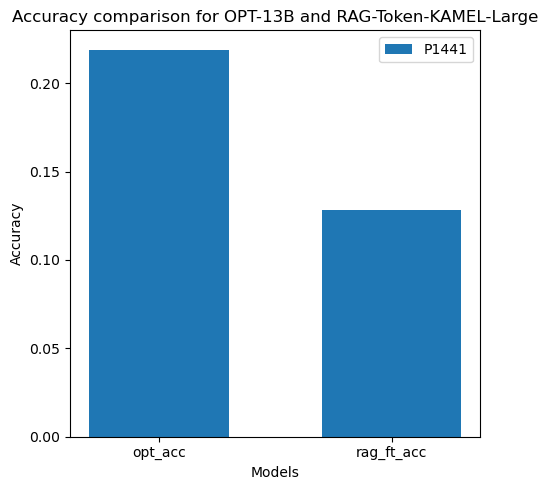 Accuracy comparison for OPT-13B and RAG-Token-KAMEL-Large
P1441
0.20
0.15
0.10
0.05
0.00
Accuracy
opt_acc
rag_ft_acc
Models